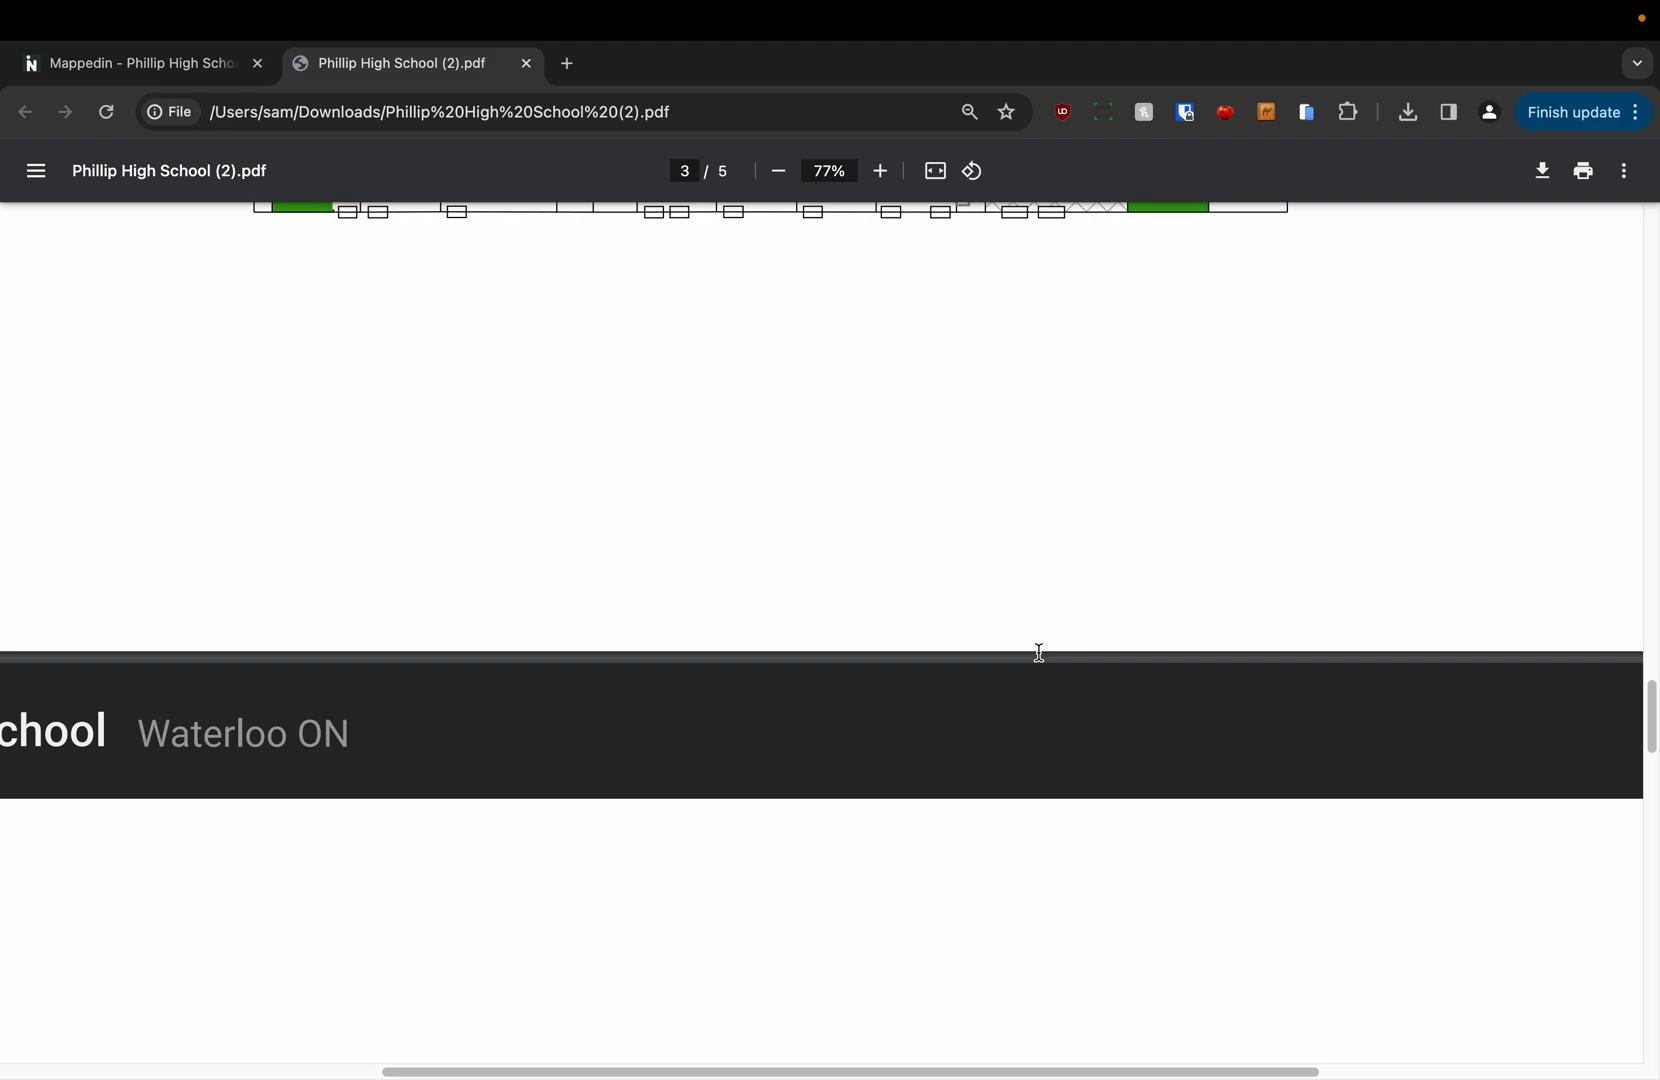 Mappedin - Phillip High Scho
Phillip High School (2).pdf
File
/Users/sam/Downloads/Phillip%20High%20School%20(2).pdf
Finish update
Phillip High School (2).pdf
3 / 5
77%
chool Waterloo ON